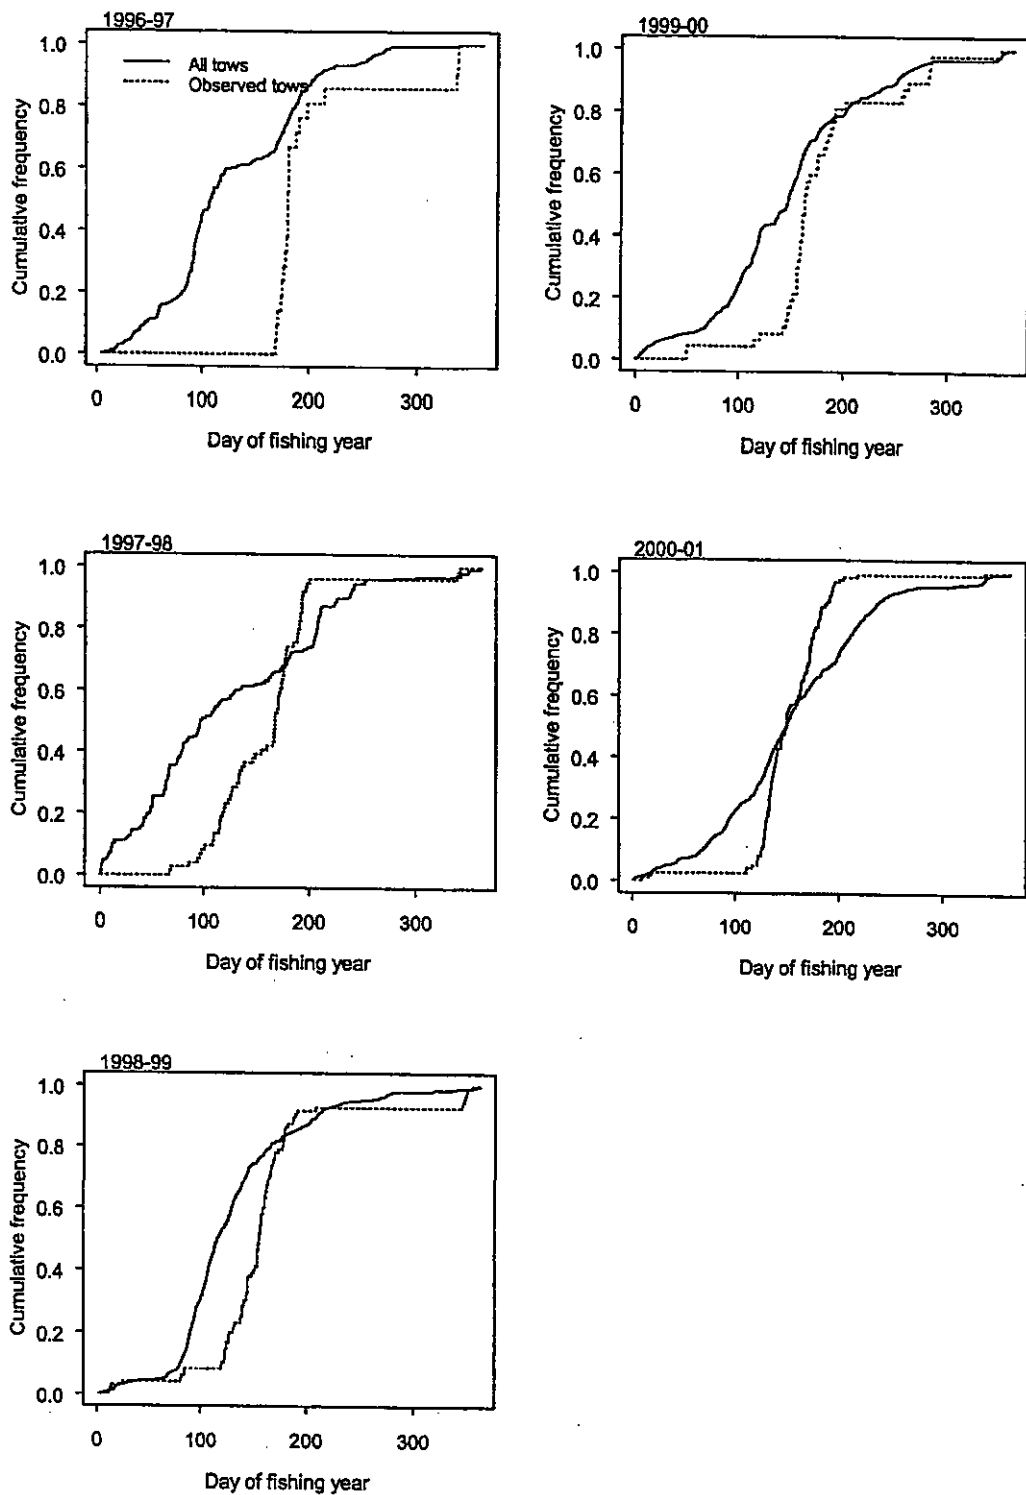 1996-97
1.0
0.8
0.6
0.4
0.2
0.0
Cumulative frequency
All tows
Observed tows
0 100 200 300
Day of fishing year
1999-00
1.0
0.8
0.6
0.4
0.2
0.0
Cumulative frequency
0 100 200 300
Day of fishing year
1997-98
1.0
0.8
0.6
0.4
0.2
0.0
Cumulative frequency
0 100 200 300
Day of fishing year
2000-01
1.0
0.8
0.6
0.4
0.2
0.0
Cumulative frequency
0 100 200 300
Day of fishing year
1998-99
1.0
0.8
0.6
0.4
0.2
0.0
Cumulative frequency
0 100 200 300
Day of fishing year